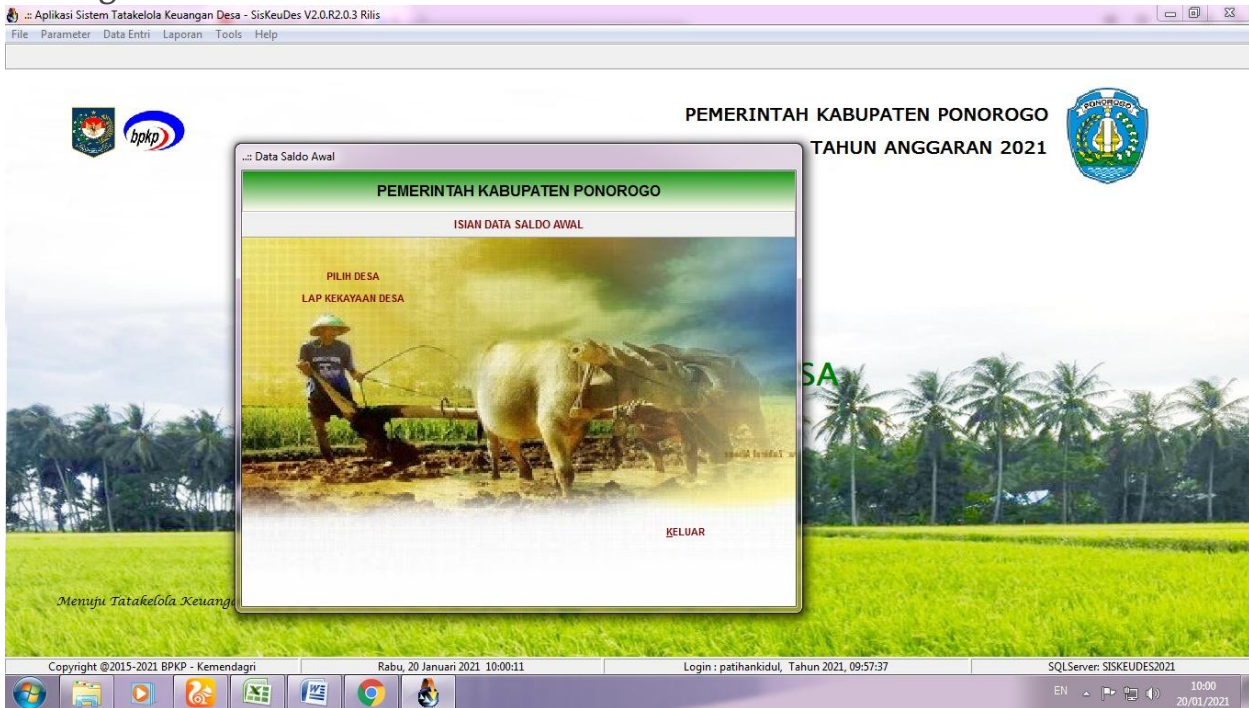 .:: Aplikasi Sistem Tatakelola Keuangan Desa - SisKeuDes V2.0.R2.0.3 Rilis
File Parameter Data Entri Laporan Tools Help
bpkp
PEMERINTAH KABUPATEN PONOROGO
TAHUN ANGGARAN 2021
PONOROGO
..:: Data Saldo Awal
PEMERINTAH KABUPATEN PONOROGO
ISIAN DATA SALDO AWAL
PILIH DESA
LAP KEKAYAAN DESA
SA
KELUAR
Menuju Tatakelola Keuanga
Copyright @2015-2021 BPKP - Kemendagri
Rabu, 20 Januari 2021 10:00:11
Login : patihankidul, Tahun 2021, 09:57:37
SQLServer: SISKEUDES2021
EN
10:00
20/01/2021